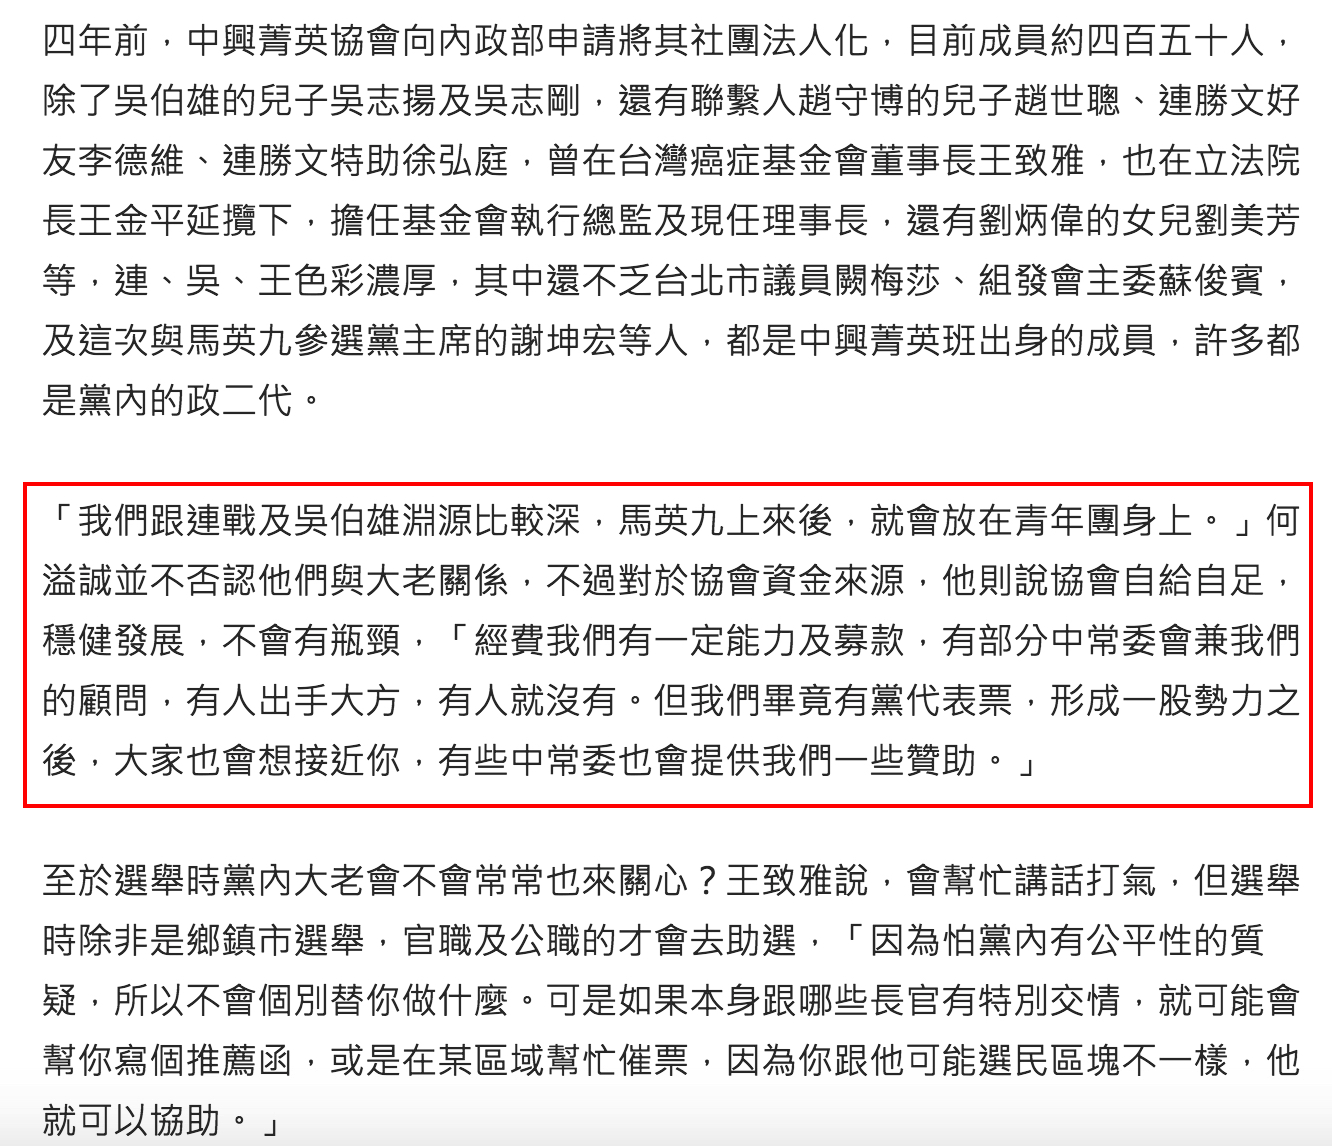 四年前，中興菁英協會向內政部申請將其社團法人化，目前成員約四百五十人，
除了吳伯雄的兒子吳志揚及吳志剛，還有聯繫人趙守博的兒子趙世聰、連勝文好
友李德維、連勝文特助徐弘庭，曾在台灣癌症基金會董事長王致雅，也在立法院
長王金平延攬下，擔任基金會執行總監及現任理事長，還有劉炳偉的女兒劉美芳
等，連、吳、王色彩濃厚，其中還不乏台北市議員闕梅莎、組發會主委蘇俊賓，
及這次與馬英九參選黨主席的謝坤宏等人，都是中興菁英班出身的成員，許多都
是黨內的政二代。
「我們跟連戰及吳伯雄淵源比較深，馬英九上來後，就會放在青年團身上。」何
溢誠並不否認他們與大老關係，不過對於協會資金來源，他則說協會自給自足，
穩健發展，不會有瓶頸，「經費我們有一定能力及募款，有部分中常委會兼我們
的顧問，有人出手大方，有人就沒有。但我們畢竟有黨代表票，形成一股勢力之
後，大家也會想接近你，有些中常委也會提供我們一些贊助。」
至於選舉時黨內大老會不會常常也來關心？王致雅說，會幫忙講話打氣，但選舉
時除非是鄉鎮市選舉，官職及公職的才會去助選，「因為怕黨內有公平性的質
疑，所以不會個別替你做什麼。可是如果本身跟哪些長官有特別交情，就可能會
幫你寫個推薦函，或是在某區域幫忙催票，因為你跟他可能選民區塊不一樣，他
就可以協助。」